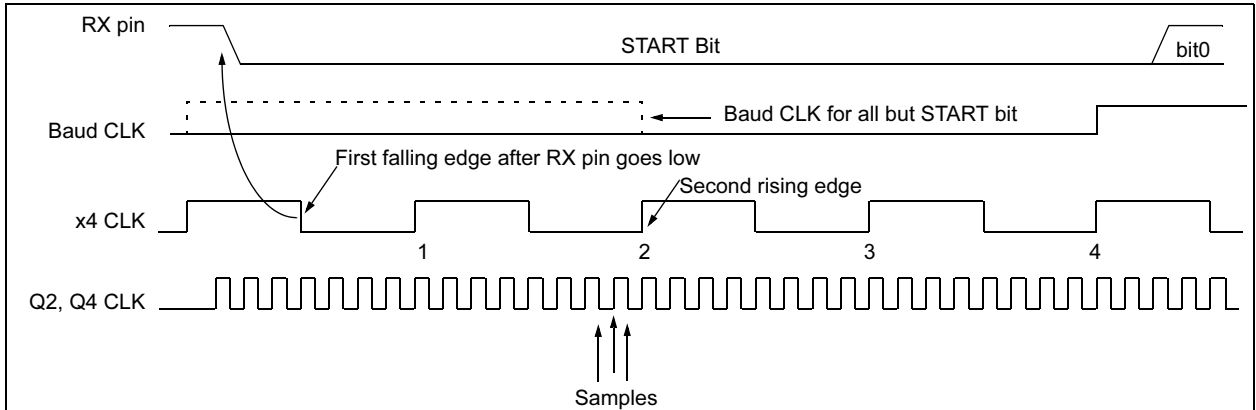 RX pin
START Bit
bit0
Baud CLK for all but START bit
Baud CLK
First falling edge after RX pin goes low
Second rising edge
x4 CLK
1 2 3 4
Q2, Q4 CLK
Samples